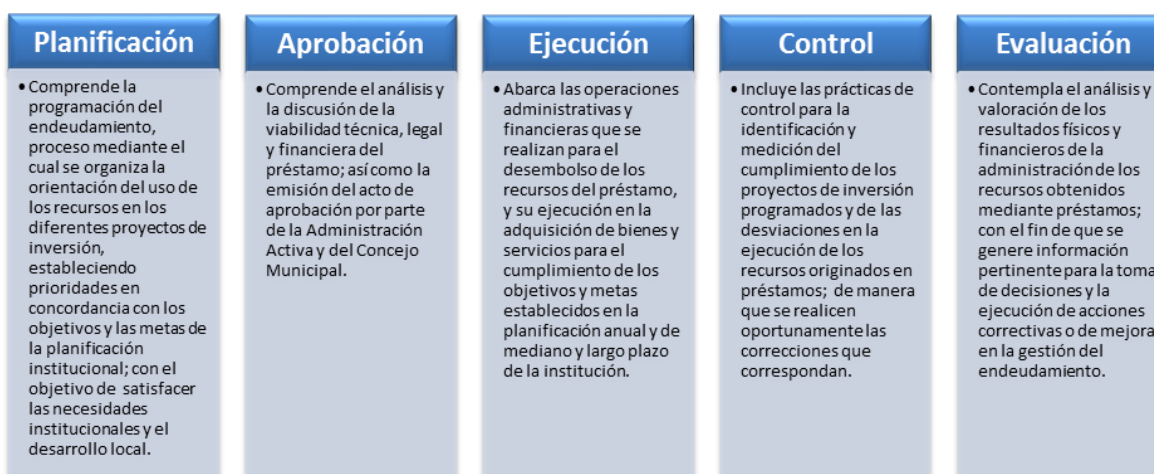 Planificación
• Comprende la
programación del
endeudamiento,
proceso mediante el
cual se organiza la
orientación del uso de
los recursos en los
diferentes proyectos de
inversión,
estableciendo
prioridades en
concordancia con los
objetivos y las metas de
la planificación
institucional; con el
objetivo de satisfacer
las necesidades
institucionales y el
desarrollo local.
Aprobación
• Comprende el análisis y
la discusión de la
viabilidad técnica, legal
y financiera del
préstamo; así como la
emisión del acto de
aprobación por parte
de la Administración
Activa y del Concejo
Municipal.
Ejecución
• Abarca las operaciones
administrativas y
financieras que se
realizan para el
desembolso de los
recursos del préstamo,
y su ejecución en la
adquisición de bienes y
servicios para el
cumplimiento de los
objetivos y metas
establecidos en la
planificación anual y de
mediano y largo plazo
de la institución.
Control
• Incluye las prácticas de
control para la
identificación y
medición del
cumplimiento de los
proyectos de inversión
programados y de las
desviaciones en la
ejecución de los
recursos originados en
préstamos; de manera
que se realicen
oportunamente las
correcciones que
correspondan.
Evaluación
• Contempla el análisis y
valoración de los
resultados físicos y
financieros de la
administración de los
recursos obtenidos
mediante préstamos;
con el fin de que se
genere información
pertinente para la toma
de decisiones y la
ejecución de acciones
correctivas o de mejora
en la gestión del
endeudamiento.